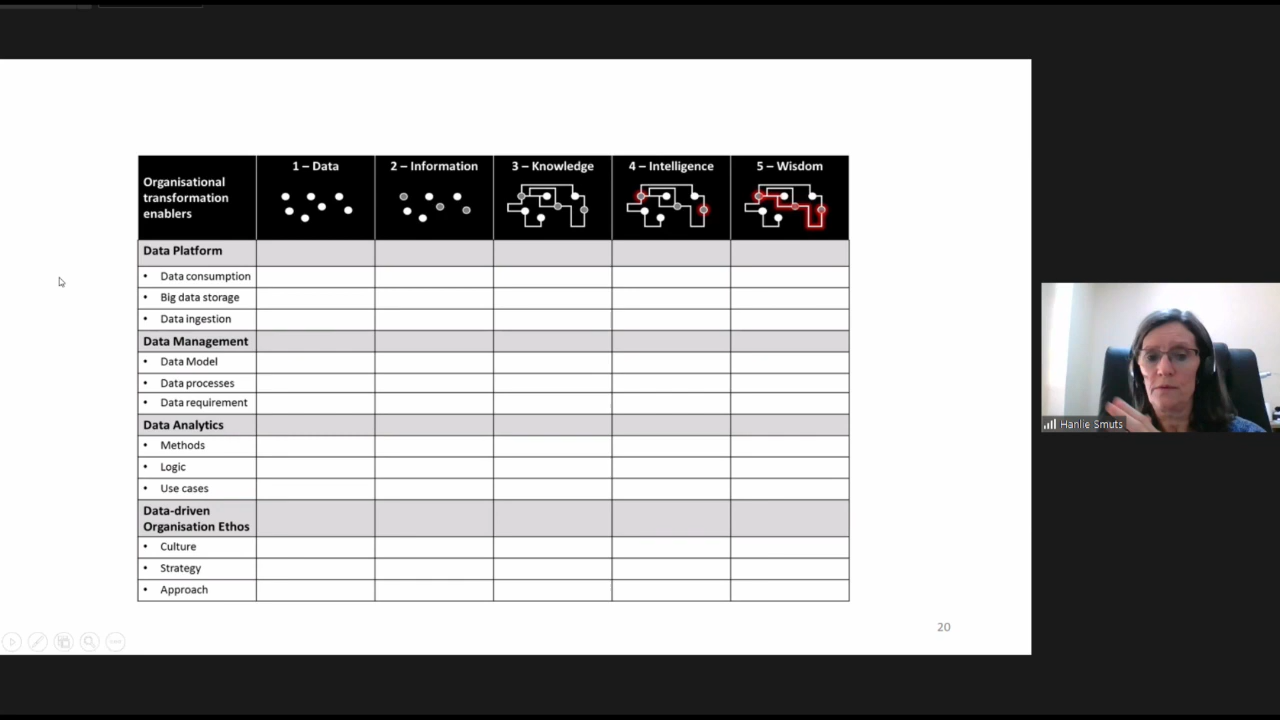 Organisational
transformation
enablers
1 – Data
2 – Information
3 – Knowledge
4 – Intelligence
5 – Wisdom
Data Platform
• Data consumption
• Big data storage
• Data ingestion
Data Management
• Data Model
• Data processes
• Data requirement
Data Analytics
• Methods
• Logic
• Use cases
Data-driven
Organisation Ethos
• Culture
• Strategy
• Approach
20
Hanlie Smuts